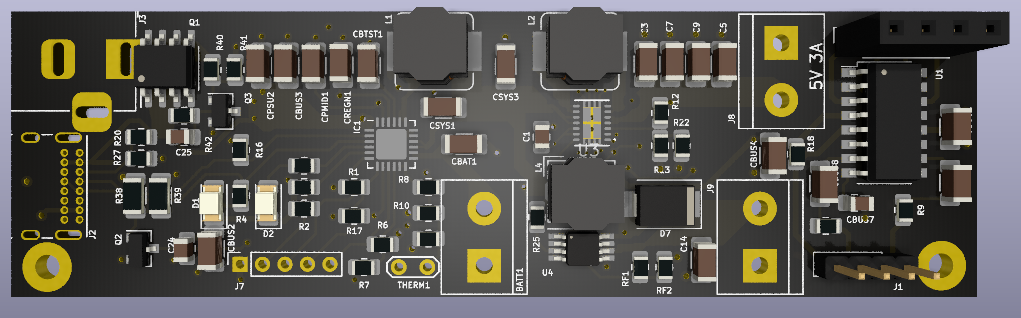 J3
Q1
R40
R41
Q3
CPSU2
CBUS3
CPMID1
CREGN1
CBTST1
L1
CSYS3
L2
C3
C7
C9
C5
5V 3A
J8
U1
R20
R27
C25
R42
R16
IC1
CSYS1
CBAT1
C1
U3
R12
R22
R13
CBUS4
R18
R38
R39
D1
R4
D2
R2
R1
R17
R8
R10
R6
L4
R25
D7
J9
C14
CBUS7
R9
J2
Q2
C24
CBUS2
J7
R7
THERM1
BAT1
U4
RF1
RF2
J1